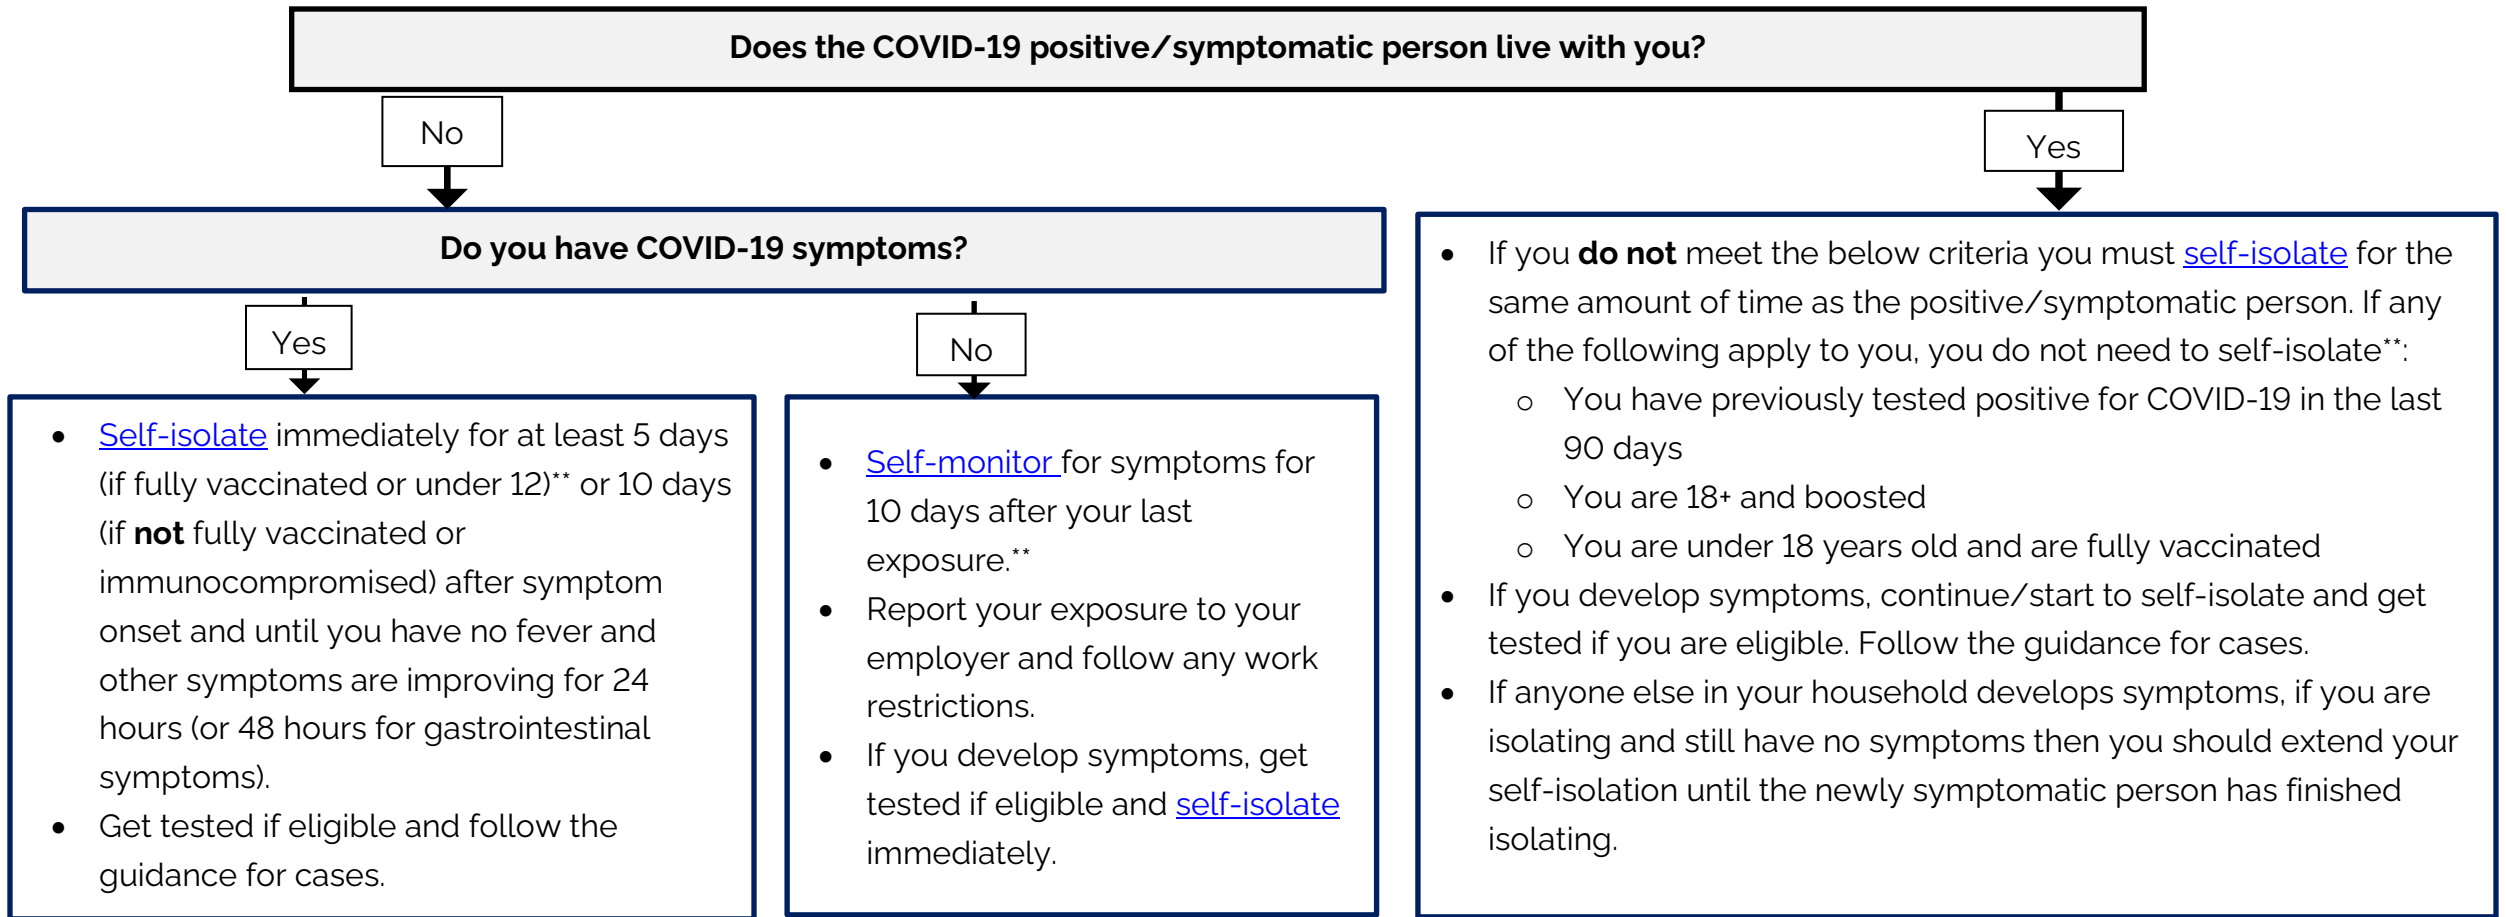 Does the COVID-19 positive/symptomatic person live with you?
No
Yes
Do you have COVID-19 symptoms?
Yes
No
• Self-isolate immediately for at least 5 days
(if fully vaccinated or under 12)** or 10 days
(if not fully vaccinated or
immunocompromised) after symptom
onset and until you have no fever and
other symptoms are improving for 24
hours (or 48 hours for gastrointestinal
symptoms).
• Get tested if eligible and follow the
guidance for cases.
• Self-monitor for symptoms for
10 days after your last
exposure.**
• Report your exposure to your
employer and follow any work
restrictions.
• If you develop symptoms, get
tested if eligible and self-isolate
immediately.
• If you do not meet the below criteria you must self-isolate for the
same amount of time as the positive/symptomatic person. If any
of the following apply to you, you do not need to self-isolate**:
o You have previously tested positive for COVID-19 in the last
90 days
o You are 18+ and boosted
o You are under 18 years old and are fully vaccinated
• If you develop symptoms, continue/start to self-isolate and get
tested if you are eligible. Follow the guidance for cases.
• If anyone else in your household develops symptoms, if you are
isolating and still have no symptoms then you should extend your
self-isolation until the newly symptomatic person has finished
isolating.